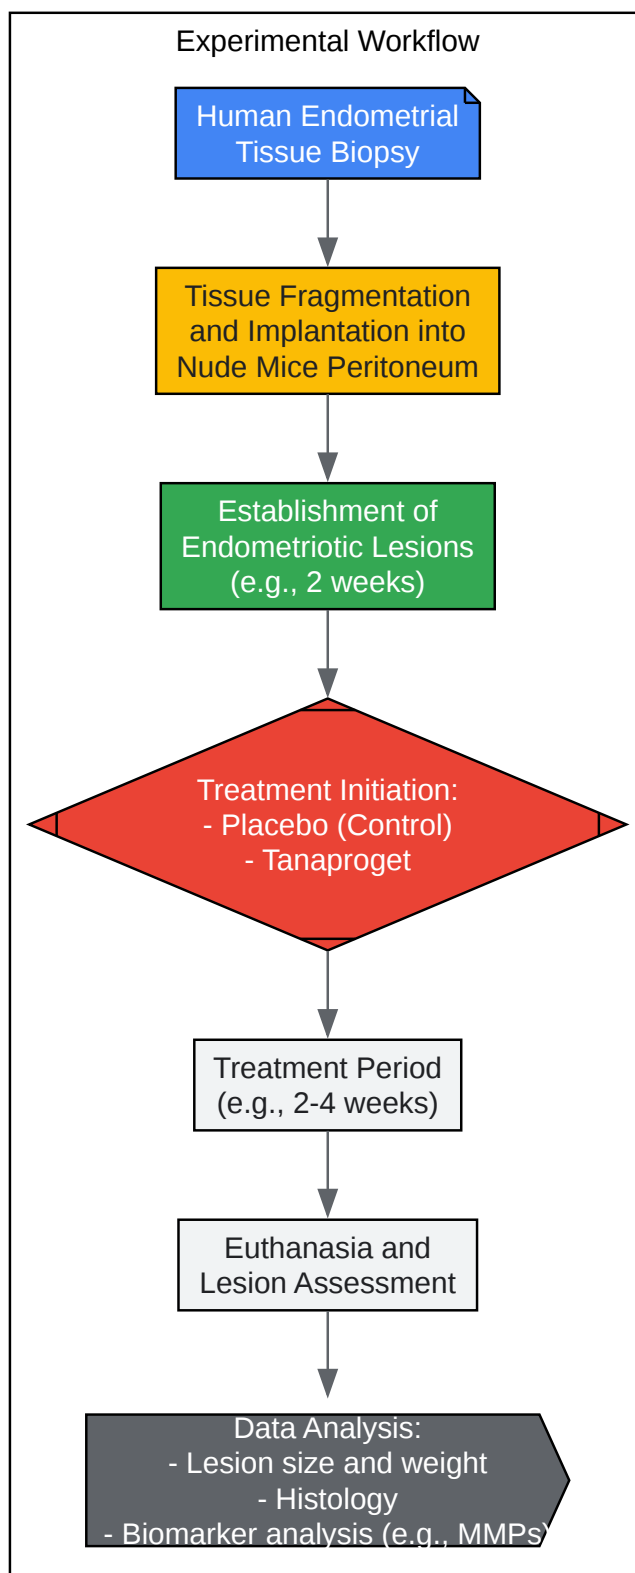 Experimental Workflow
Human Endometrial
Tissue Biopsy
Tissue Fragmentation
and Implantation into
Nude Mice Peritoneum
Establishment of
Endometriotic Lesions
(e.g., 2 weeks)
Treatment Initiation:
- Placebo (Control)
- Tanaproget
Treatment Period
(e.g., 2-4 weeks)
Euthanasia and
Lesion Assessment
Data Analysis:
- Lesion size and weight
- Histology
- Biomarker analysis (e.g., MMPs)